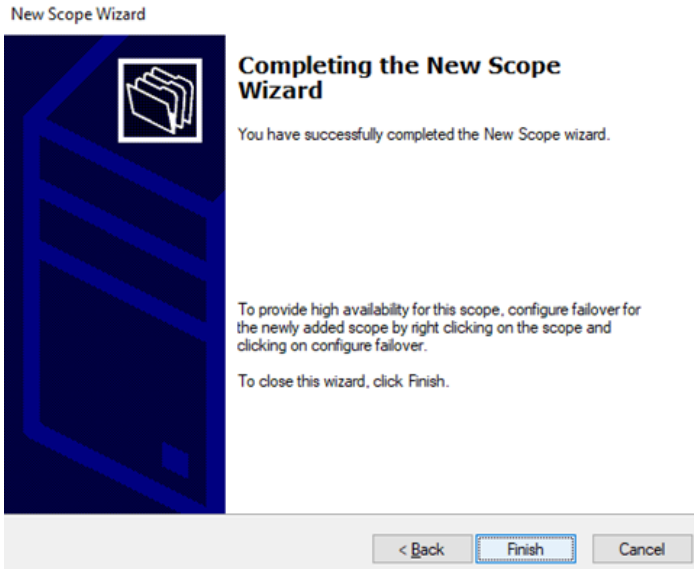 New Scope Wizard
Completing the New Scope
Wizard
You have successfully completed the New Scope wizard.
To provide high availability for this scope, configure failover for
the newly added scope by right clicking on the scope and
clicking on configure failover.
To close this wizard, click Finish.
< Back
Finish
Cancel